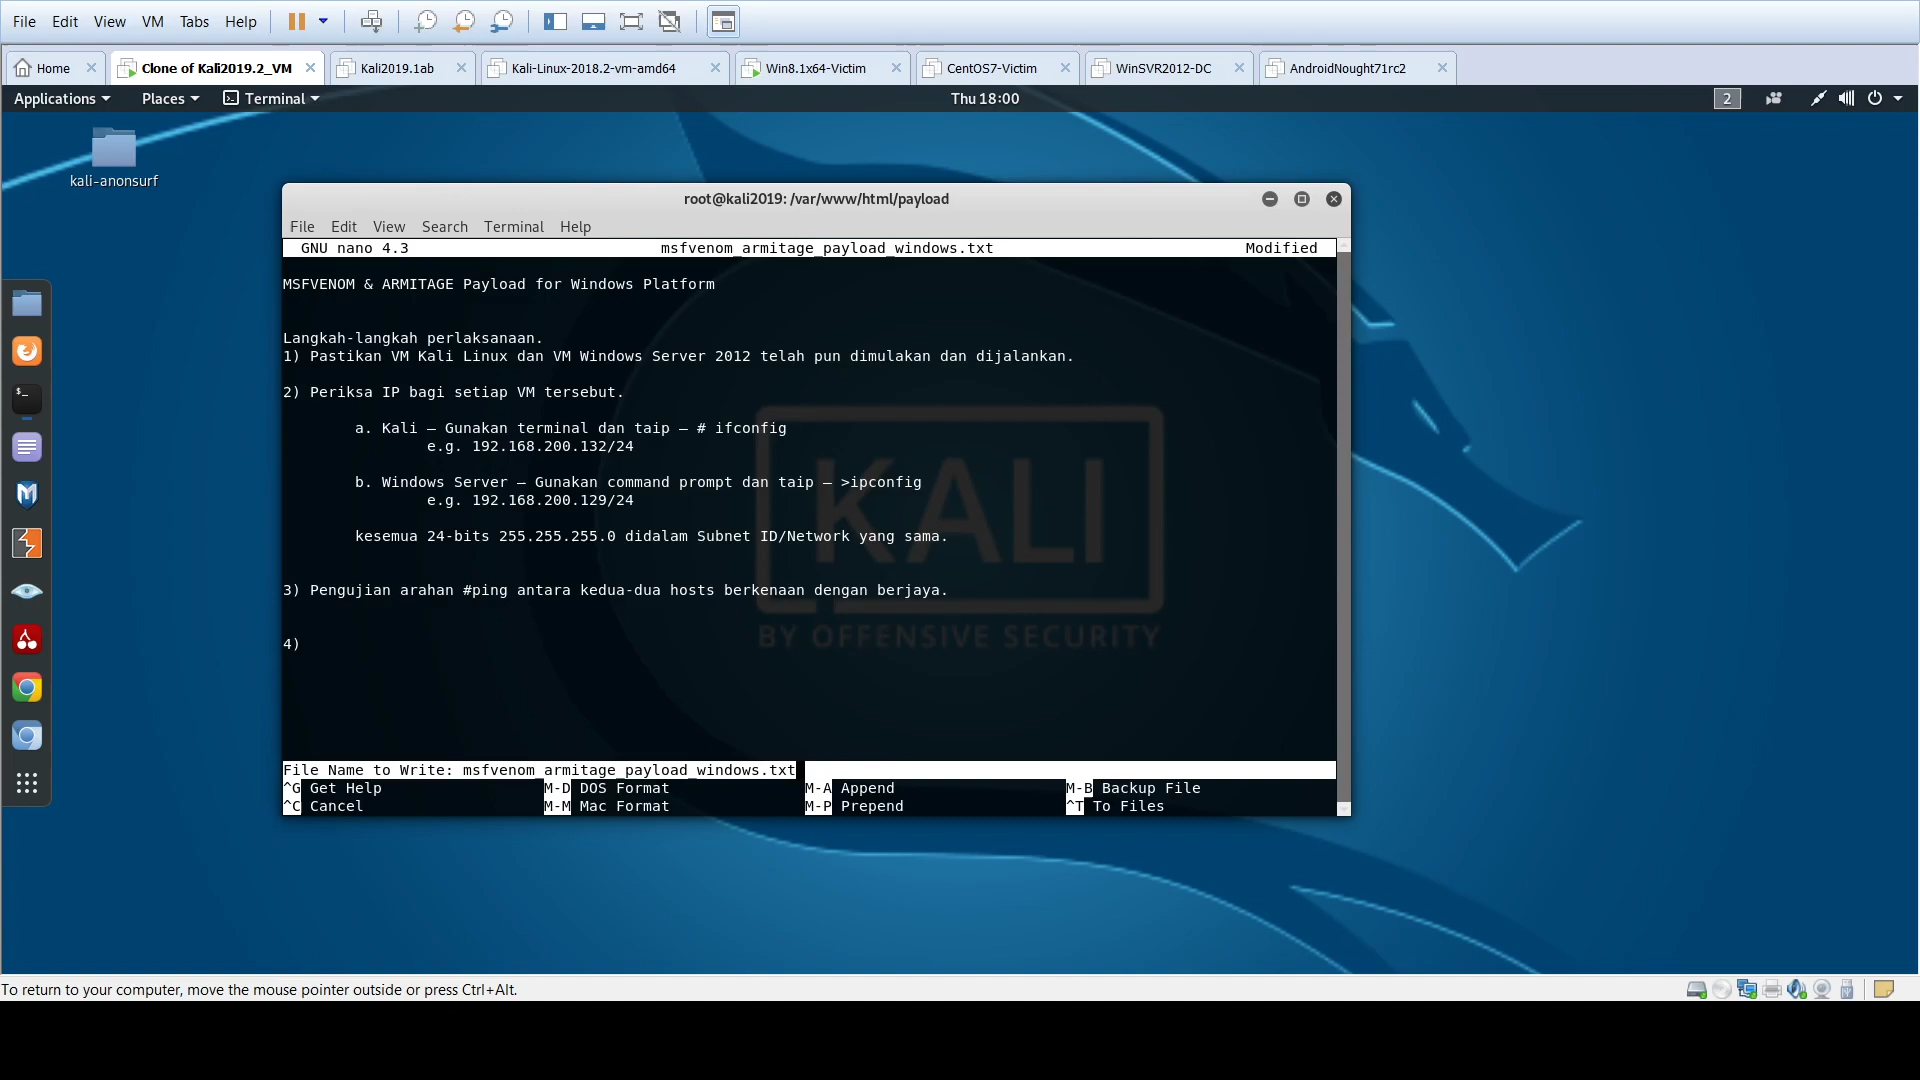 File Edit View VM Tabs Help
Home Clone of Kali2019.2_VM Kali2019.1ab Kali-Linux-2018.2-vm-amd64 Win8.1x64-Victim CentOS7-Victim WinSVR2012-DC AndroidNought71rc2
Applications Places Terminal Thu 18:00 2
kali-anonsurf
root@kali2019: /var/www/html/payload
File Edit View Search Terminal Help
GNU nano 4.3 msfvenom_armitage_payload_windows.txt Modified
MSFVENOM & ARMITAGE Payload for Windows Platform
Langkah-langkah perlaksanaan.
1) Pastikan VM Kali Linux dan VM Windows Server 2012 telah pun dimulakan dan dijalankan.
2) Periksa IP bagi setiap VM tersebut.
a. Kali – Gunakan terminal dan taip – # ifconfig
e.g. 192.168.200.132/24
b. Windows Server – Gunakan command prompt dan taip – >ipconfig
e.g. 192.168.200.129/24
kesemua 24-bits 255.255.255.0 didalam Subnet ID/Network yang sama.
3) Pengujian arahan #ping antara kedua-dua hosts berkenaan dengan berjaya.
4)
KALI
BY OFFENSIVE SECURITY
File Name to Write: msfvenom_armitage_payload_windows.txt
^G Get Help M-D DOS Format M-A Append M-B Backup File
^C Cancel M-M Mac Format M-P Prepend ^T To Files
To return to your computer, move the mouse pointer outside or press Ctrl+Alt.